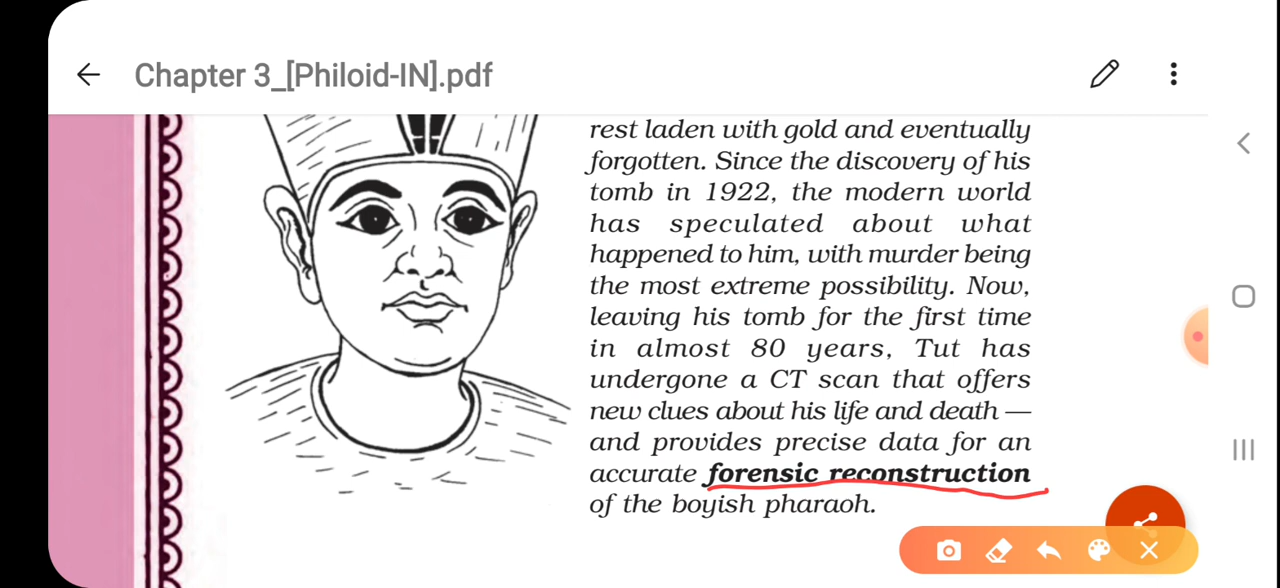 Chapter 3_[Philoid-IN].pdf
rest laden with gold and eventually
forgotten. Since the discovery of his
tomb in 1922, the modern world
has speculated about what
happened to him, with murder being
the most extreme possibility. Now,
leaving his tomb for the first time
in almost 80 years, Tut has
undergone a CT scan that offers
new clues about his life and death —
and provides precise data for an
accurate forensic reconstruction
of the boyish pharaoh.